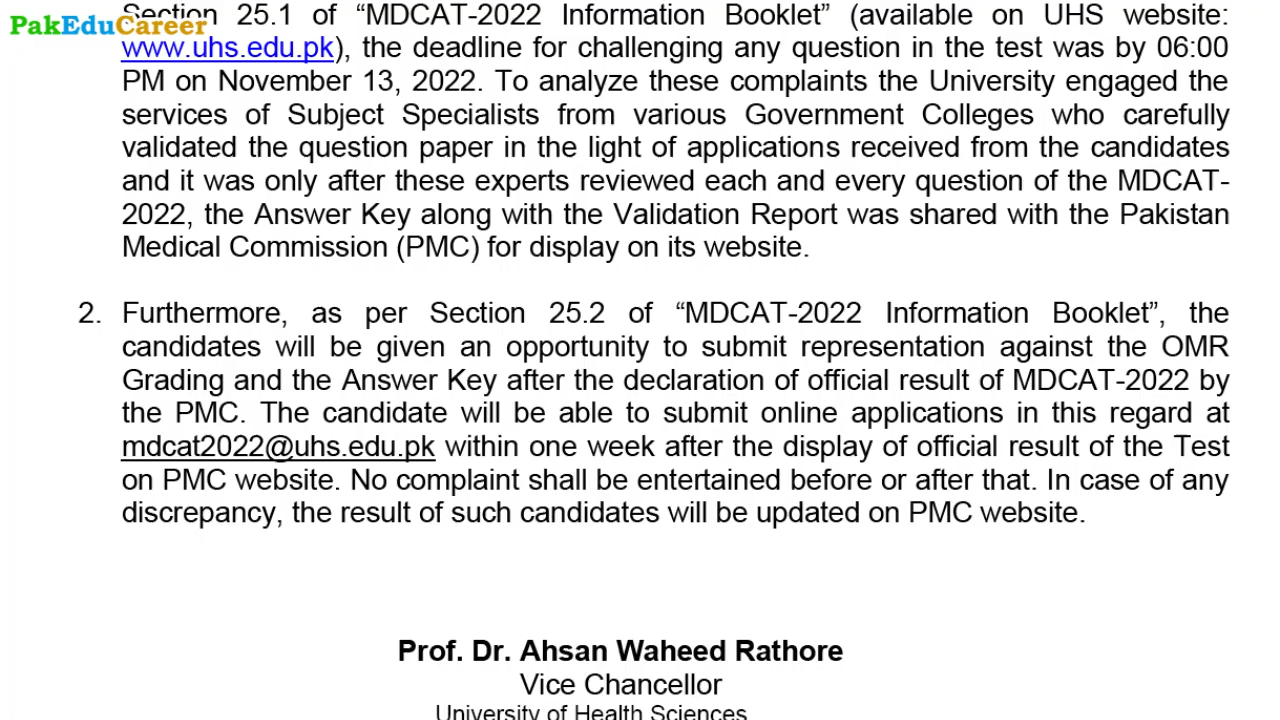 PakEduCareer
Section 25.1 of “MDCAT-2022 Information Booklet” (available on UHS website:
www.uhs.edu.pk), the deadline for challenging any question in the test was by 06:00
PM on November 13, 2022. To analyze these complaints the University engaged the
services of Subject Specialists from various Government Colleges who carefully
validated the question paper in the light of applications received from the candidates
and it was only after these experts reviewed each and every question of the MDCAT-
2022, the Answer Key along with the Validation Report was shared with the Pakistan
Medical Commission (PMC) for display on its website.
2. Furthermore, as per Section 25.2 of “MDCAT-2022 Information Booklet”, the
candidates will be given an opportunity to submit representation against the OMR
Grading and the Answer Key after the declaration of official result of MDCAT-2022 by
the PMC. The candidate will be able to submit online applications in this regard at
mdcat2022@uhs.edu.pk within one week after the display of official result of the Test
on PMC website. No complaint shall be entertained before or after that. In case of any
discrepancy, the result of such candidates will be updated on PMC website.
Prof. Dr. Ahsan Waheed Rathore
Vice Chancellor
University of Health Sciences